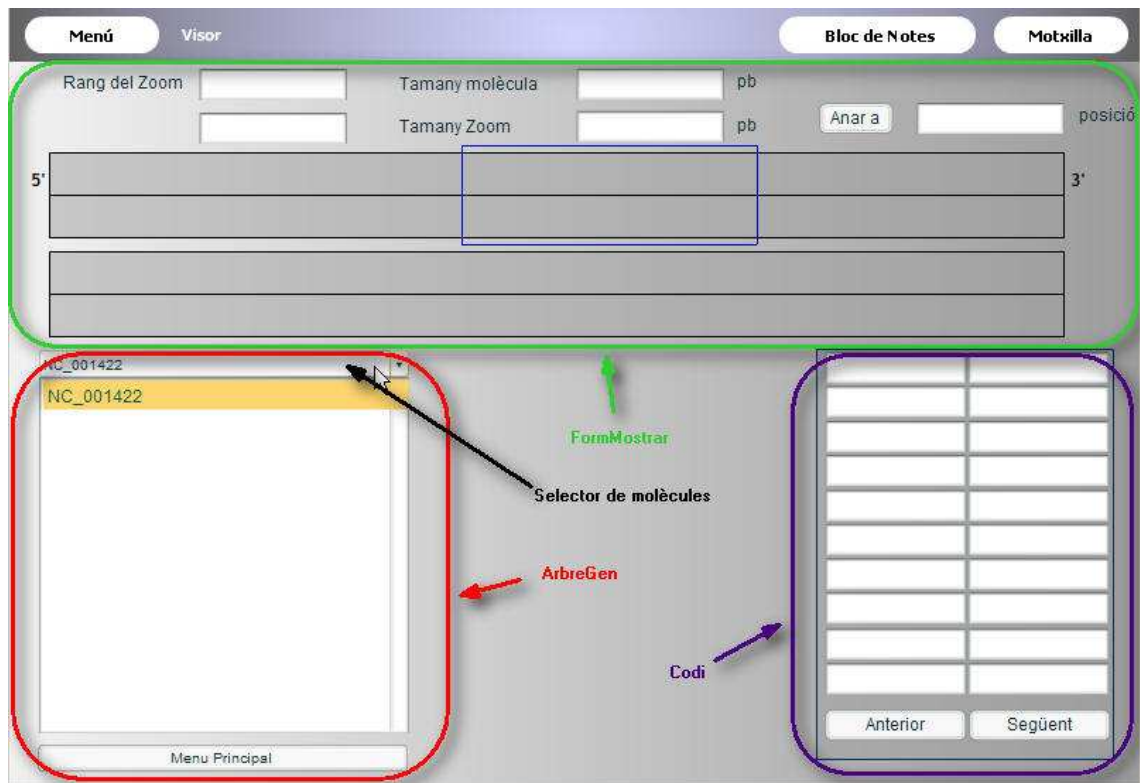 Menú Visor Bloc de Notes Motxilla
Rang del Zoom Tamany molècula pb
Tamany Zoom pb Anar a posició
5' 3'
NC_001422
NC_001422
FormMostrar
Selector de molècules
ArbreGen
Codi
Anterior Següent
Menu Principal